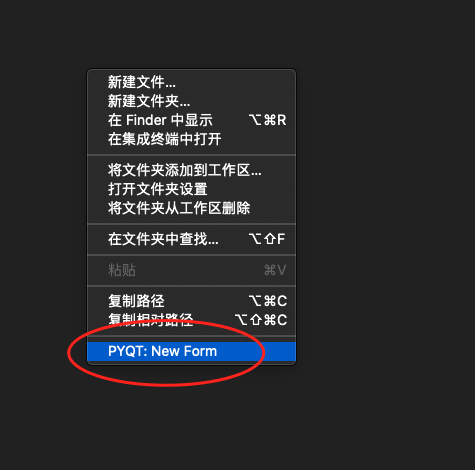 新建文件...
新建文件夹...
在 Finder 中显示 ⌥⌘R
在集成终端中打开
将文件夹添加到工作区...
打开文件夹设置
将文件夹从工作区删除
在文件夹中查找... ⌥⇧F
粘贴 ⌘V
复制路径 ⌥⌘C
复制相对路径 ⌥⇧⌘C
PYQT: New Form